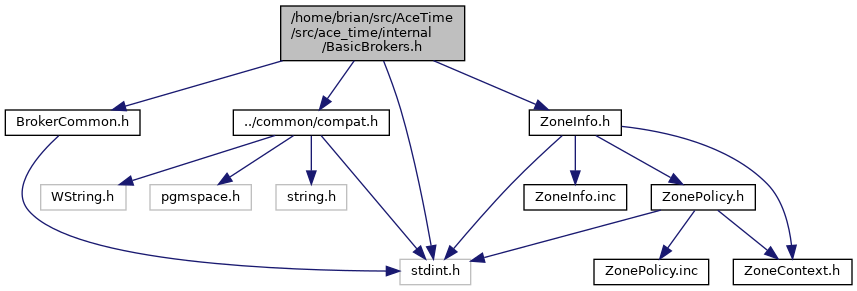 /home/brian/src/AceTime
/src/ace_time/internal
/BasicBrokers.h
BrokerCommon.h
../common/compat.h
ZoneInfo.h
WString.h
pgmspace.h
string.h
ZoneInfo.inc
ZonePolicy.h
stdint.h
ZonePolicy.inc
ZoneContext.h